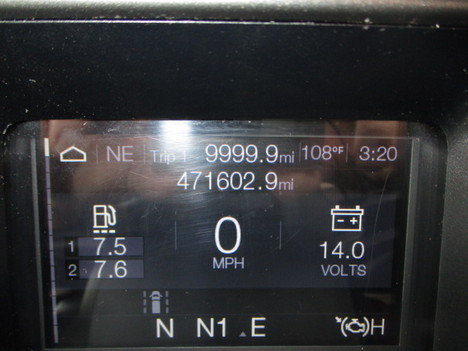 NE Trip 1 9999.9mi 108°F 3:20
471602.9mi
1 7.5
2 7.6
0
MPH
14.0
VOLTS
N N1 E H